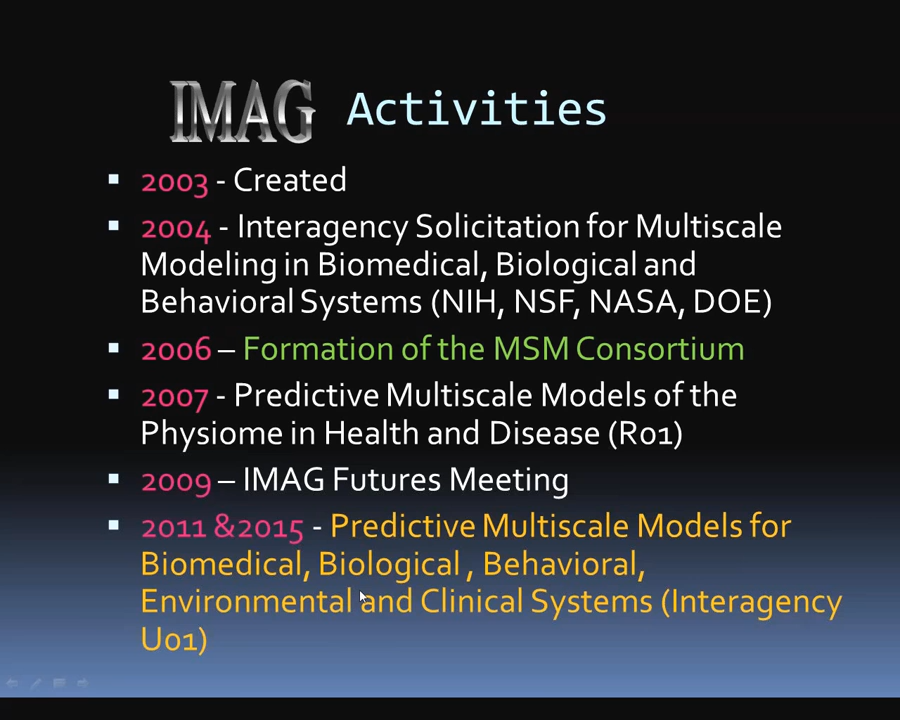 IMAG Activities
2003 - Created
2004 - Interagency Solicitation for Multiscale
Modeling in Biomedical, Biological and
Behavioral Systems (NIH, NSF, NASA, DOE)
2006 – Formation of the MSM Consortium
2007 - Predictive Multiscale Models of the
Physiome in Health and Disease (R01)
2009 – IMAG Futures Meeting
2011 &2015 - Predictive Multiscale Models for
Biomedical, Biological , Behavioral,
Environmental and Clinical Systems (Interagency
U01)